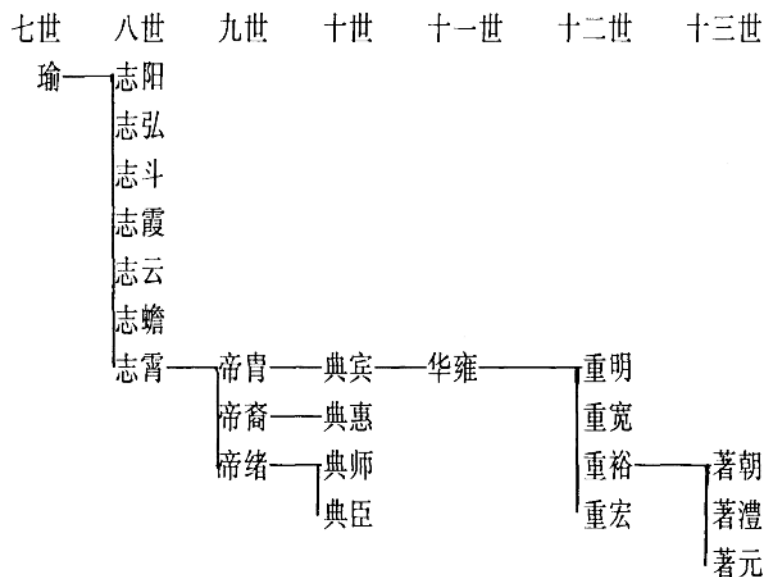 七世 八世 九世 十世 十一世 十二世 十三世
瑜 志阳
志弘
志斗
志霞
志云
志蟾
志霄 帝胄 典宾 华雍 重明
帝裔 典惠 重宽
帝绪 典师 重裕 著朝
典臣 重宏 著澧
著元